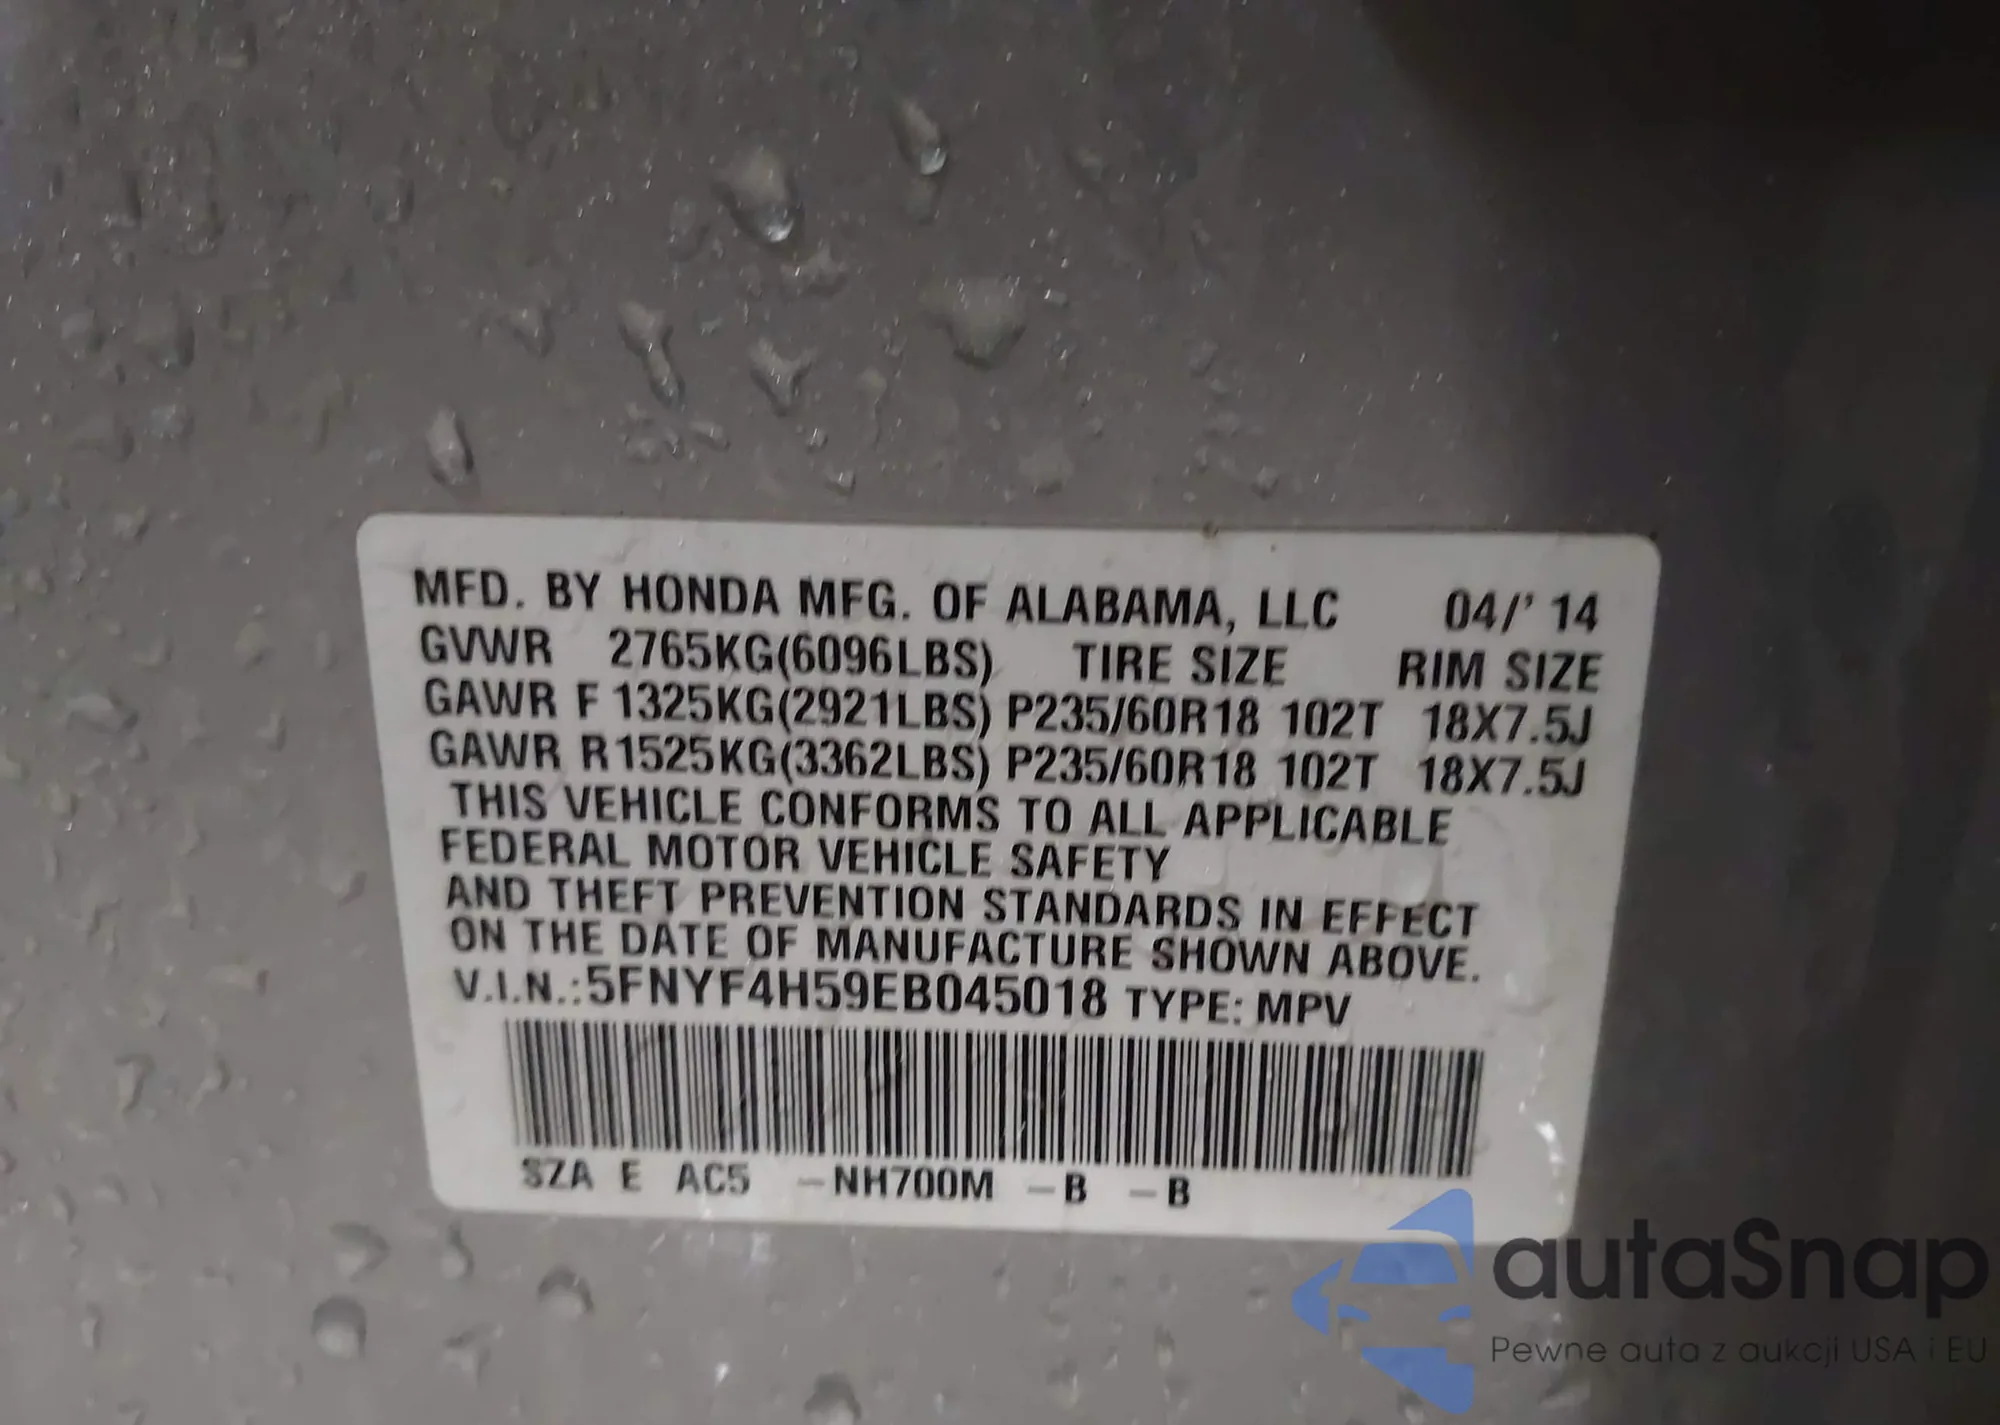 MFD. BY HONDA MFG. OF ALABAMA, LLC 04/' 14
GVWR 2765KG(6096LBS) TIRE SIZE RIM SIZE
GAWR F 1325KG(2921LBS) P235/60R18 102T 18X7.5J
GAWR R1525KG(3362LBS) P235/60R18 102T 18X7.5J
THIS VEHICLE CONFORMS TO ALL APPLICABLE
FEDERAL MOTOR VEHICLE SAFETY
AND THEFT PREVENTION STANDARDS IN EFFECT
ON THE DATE OF MANUFACTURE SHOWN ABOVE.
V.I.N.:5FNYF4H59EB045018 TYPE: MPV
SZA E AC5 -NH700M -B -B
autaSnap
Pewne auta z aukcji USA i EU